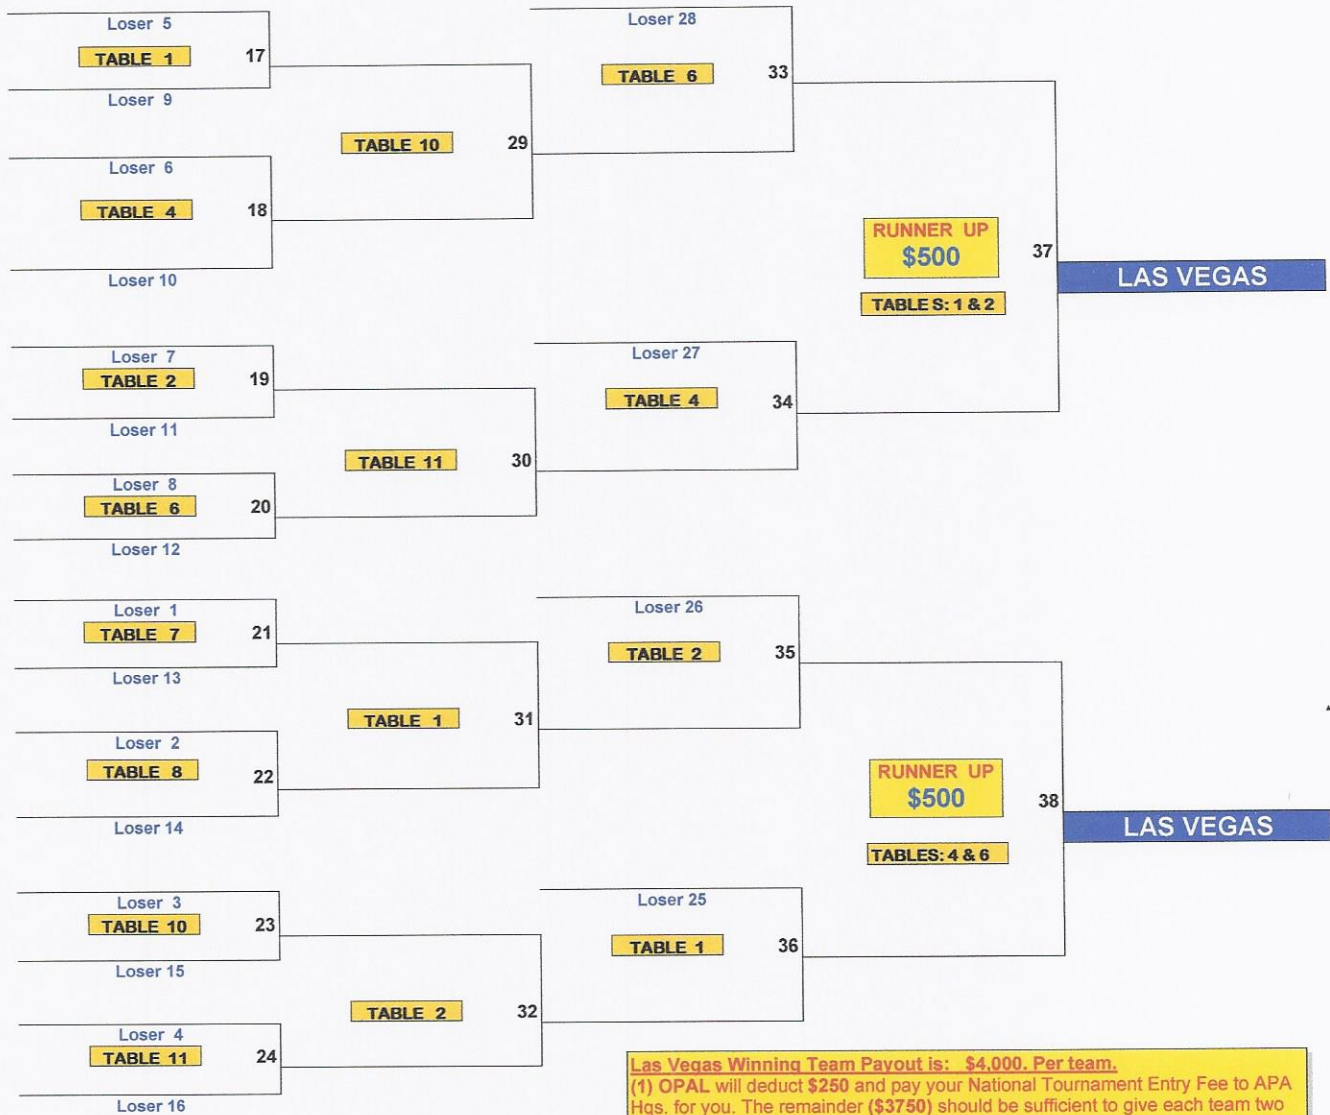 Loser 5
TABLE 1
17
Loser 9
Loser 6
TABLE 4
18
Loser 10
TABLE 10
29
Loser 28
TABLE 6
33
Loser 7
TABLE 2
19
Loser 11
Loser 8
TABLE 6
20
Loser 12
TABLE 11
30
Loser 27
TABLE 4
34
RUNNER UP
$500
37
TABLE S: 1 & 2
LAS VEGAS
Loser 1
TABLE 7
21
Loser 13
Loser 2
TABLE 8
22
Loser 14
TABLE 1
31
Loser 26
TABLE 2
35
Loser 3
TABLE 10
23
Loser 15
Loser 4
TABLE 11
24
Loser 16
TABLE 2
32
Loser 25
TABLE 1
36
RUNNER UP
$500
38
TABLES: 4 & 6
LAS VEGAS
Las Vegas Winning Team Payout is: $4,000. Per team.
(1) OPAL will deduct $250 and pay your National Tournament Entry Fee to APA
Hqs. for you. The remainder ($3750) should be sufficient to give each team two